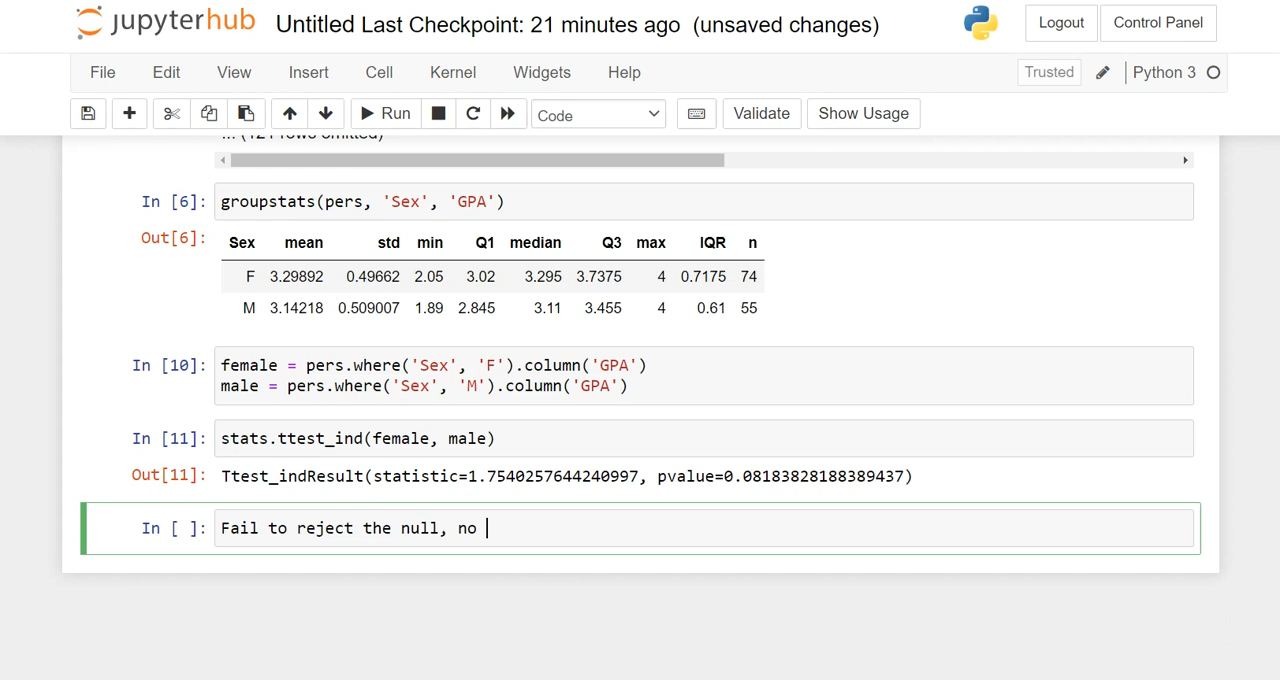 jupyterhub Untitled Last Checkpoint: 21 minutes ago (unsaved changes) Logout Control Panel
File Edit View Insert Cell Kernel Widgets Help Trusted Python 3
Run Code Validate Show Usage
... (121 rows omitted)
In [6]: groupstats(pers, 'Sex', 'GPA')
Out[6]: Sex mean std min Q1 median Q3 max IQR n
F 3.29892 0.49662 2.05 3.02 3.295 3.7375 4 0.7175 74
M 3.14218 0.509007 1.89 2.845 3.11 3.455 4 0.61 55
In [10]: female = pers.where('Sex', 'F').column('GPA')
male = pers.where('Sex', 'M').column('GPA')
In [11]: stats.ttest_ind(female, male)
Out[11]: Ttest_indResult(statistic=1.7540257644240997, pvalue=0.08183828188389437)
In [ ]: Fail to reject the null, no